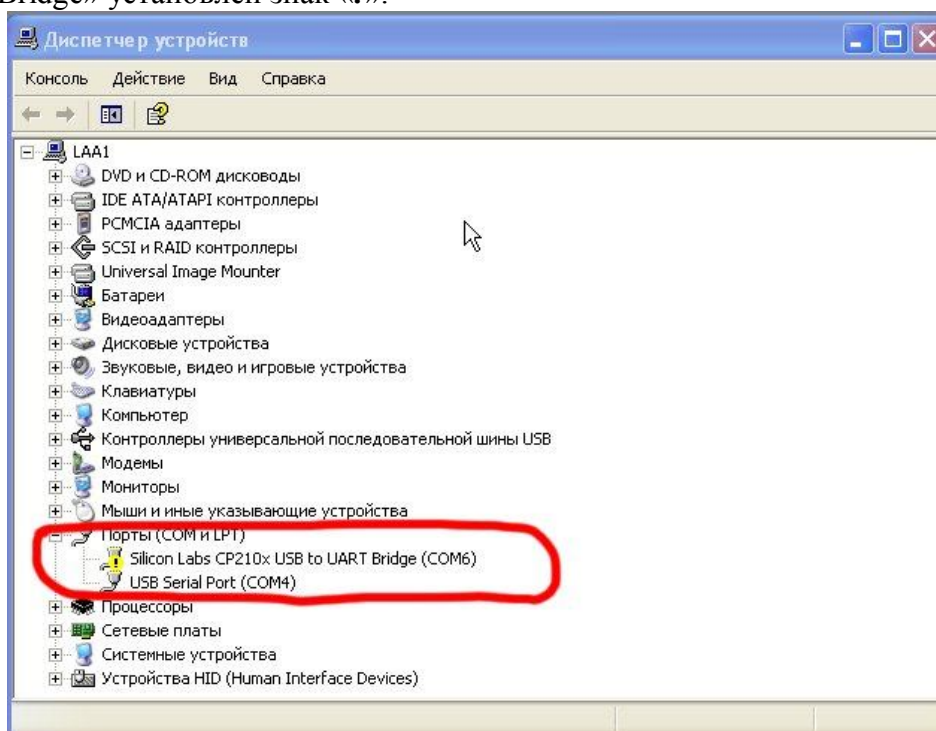 Bridge» установлен знак «!».
Диспетчер устройств
Консоль Действие Вид Справка
LAA1
DVD и CD-ROM дисководы
IDE ATA/ATAPI контроллеры
PCMCIA адаптеры
SCSI и RAID контроллеры
Universal Image Mounter
Батареи
Видеоадаптеры
Дисковые устройства
Звуковые, видео и игровые устройства
Клавиатуры
Компьютер
Контроллеры универсальной последовательной шины USB
Модемы
Мониторы
Мыши и иные указывающие устройства
Порты (COM и LPT)
Silicon Labs CP210x USB to UART Bridge (COM6)
USB Serial Port (COM4)
Процессоры
Сетевые платы
Системные устройства
Устройства HID (Human Interface Devices)